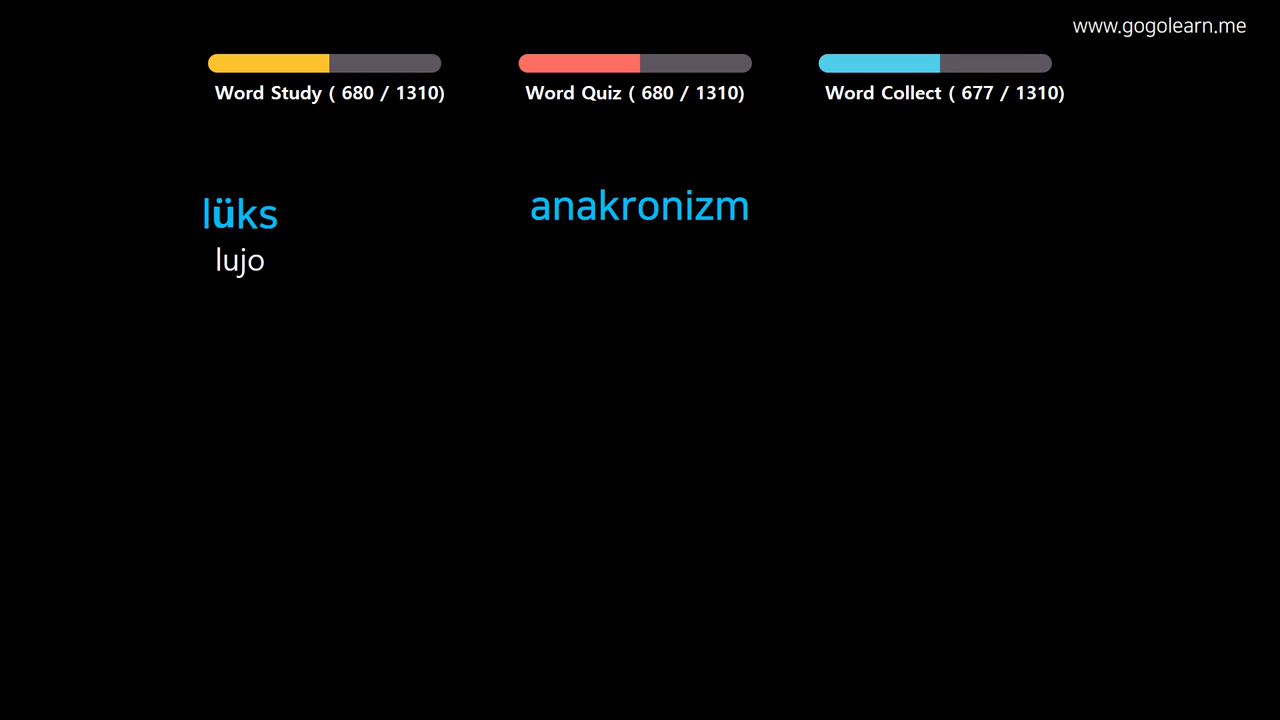 www.gogolearn.me
Word Study ( 680 / 1310)
Word Quiz ( 680 / 1310)
Word Collect ( 677 / 1310)
lüks
lujo
anakronizm